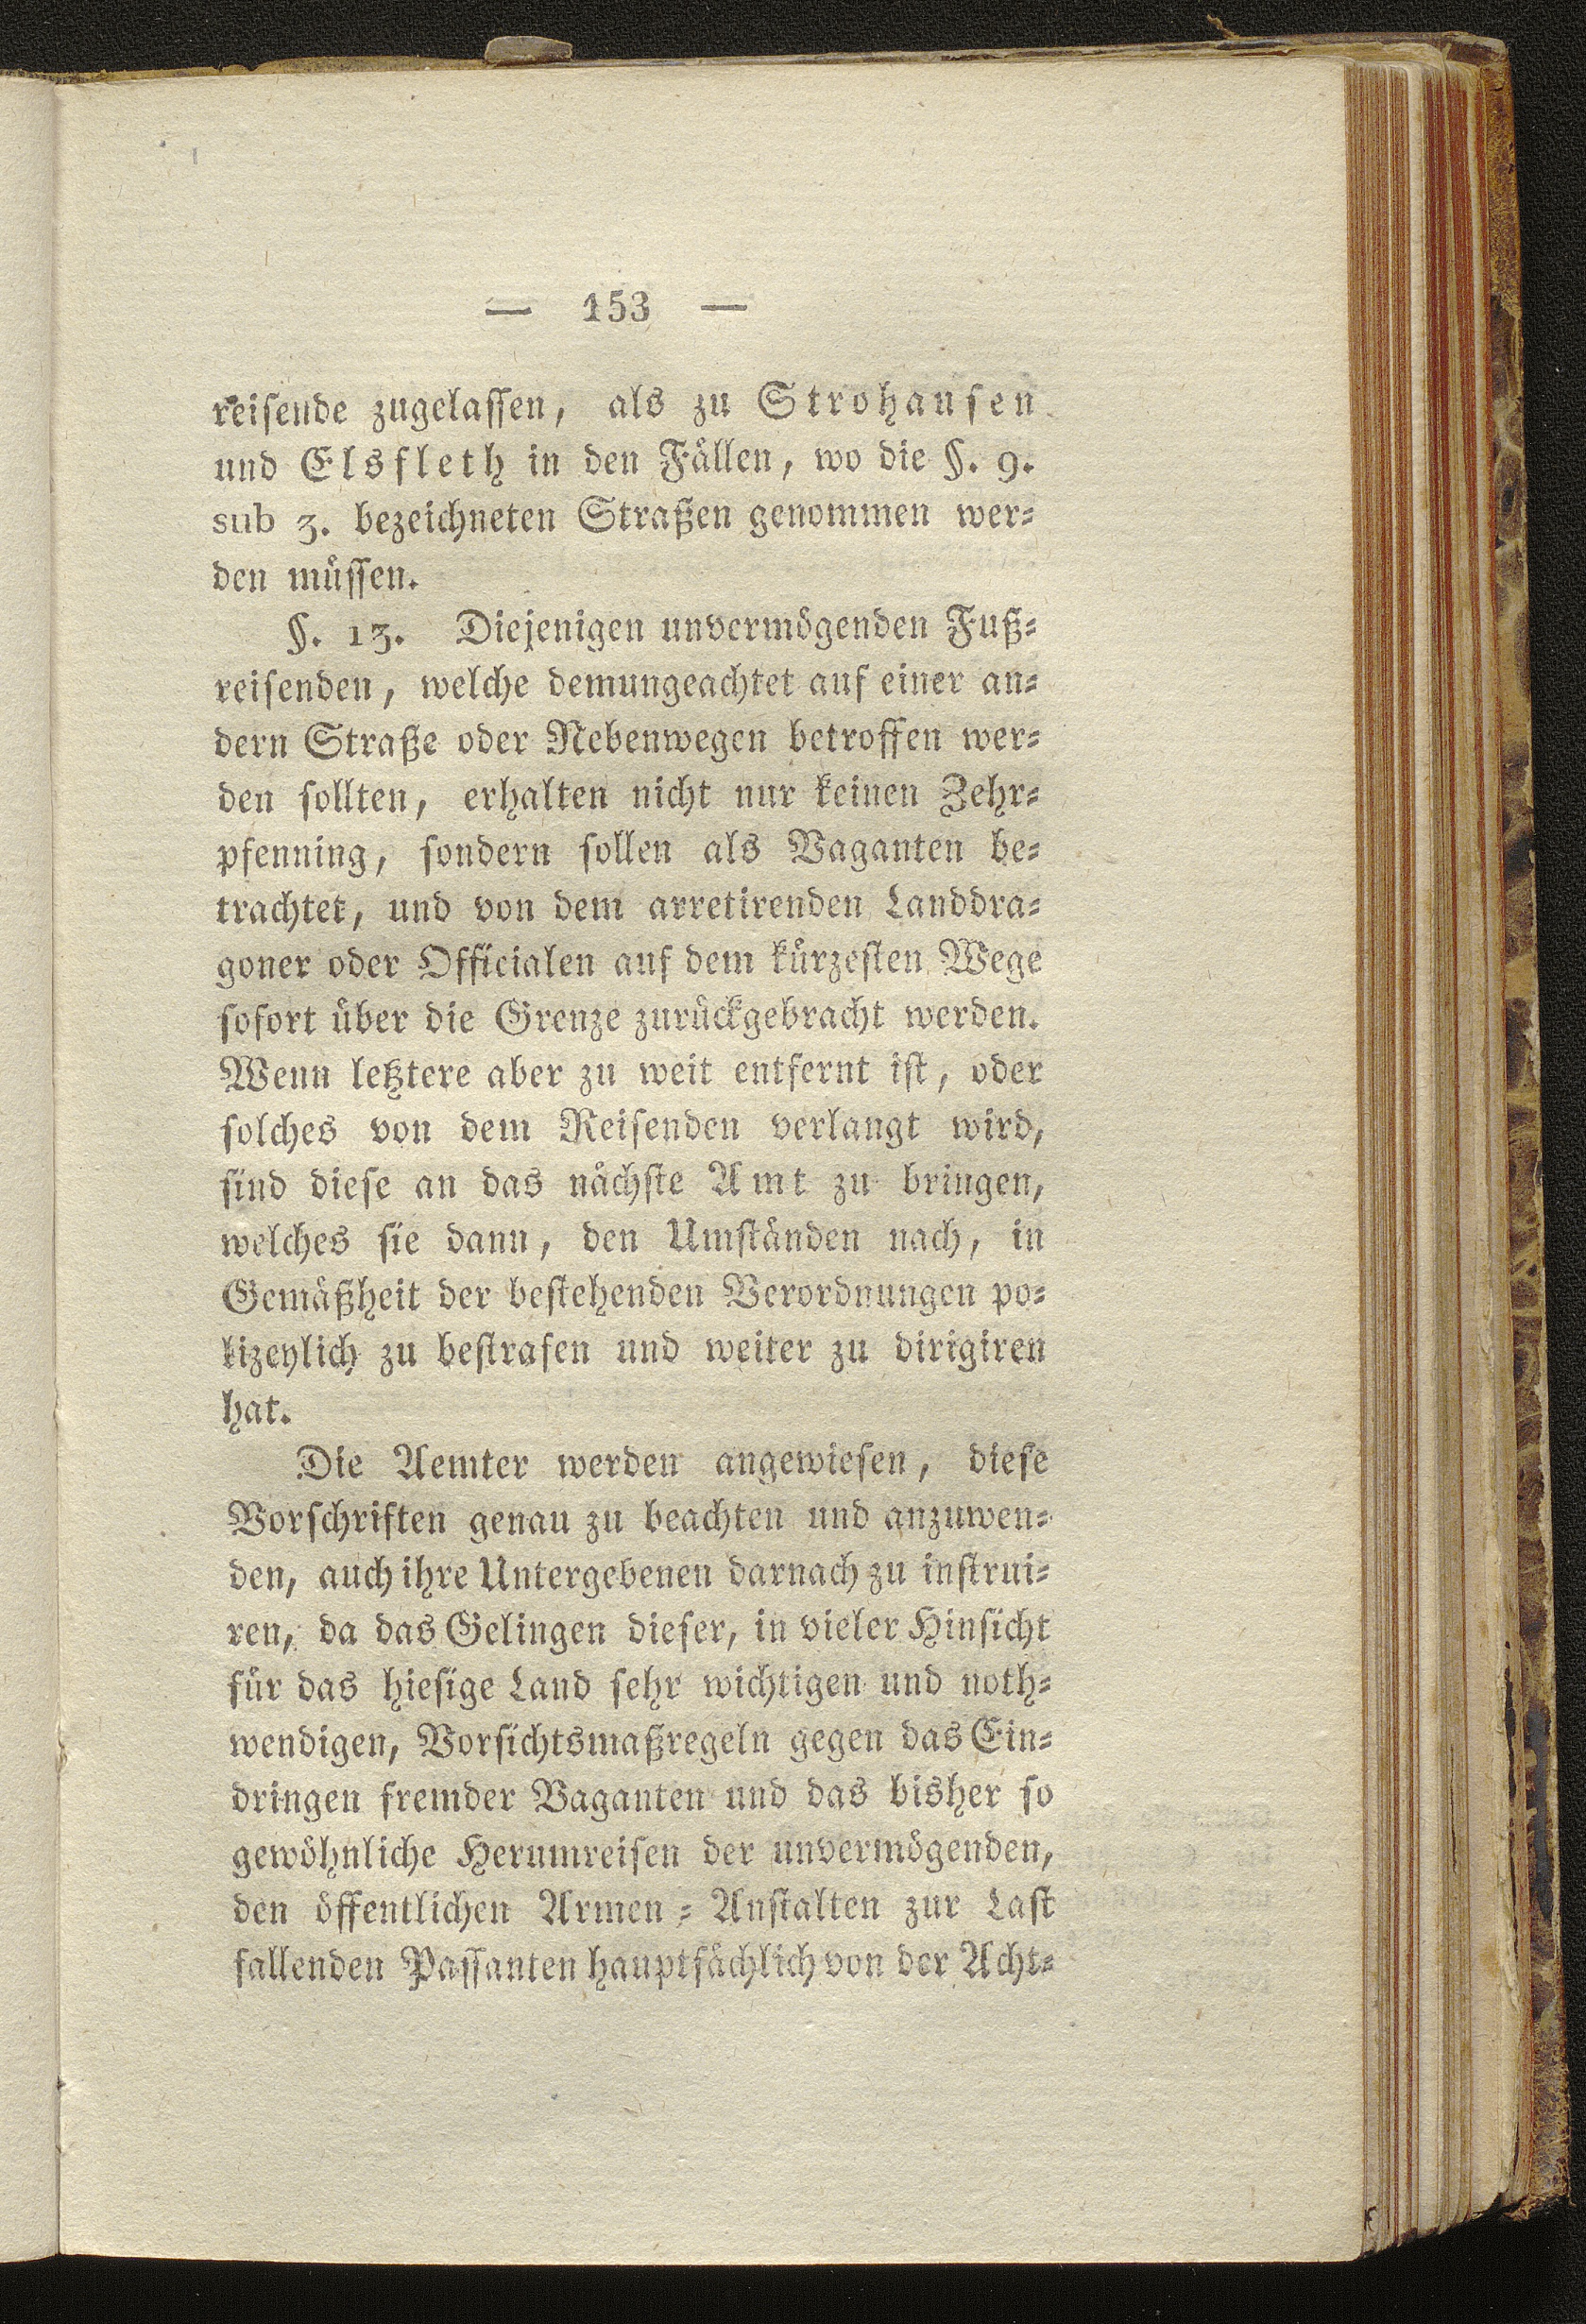 — 153 —
reisende zugelassen, als zu Strohausen
und Elsfleth in den Fällen, wo die §. 9.
sub 3. bezeichneten Straßen genommen wer-
den müssen.
§. 13. Diejenigen unvermögenden Fuß-
reisenden, welche demungeachtet auf einer an-
dern Straße oder Nebenwegen betroffen wer-
den sollten, erhalten nicht nur keinen Zehr-
pfenning, sondern sollen als Vaganten be-
trachtet, und von dem arretirenden Landdra-
goner oder Officialen auf dem kürzesten Wege
sofort über die Grenze zurückgebracht werden.
Wenn letztere aber zu weit entfernt ist, oder
solches von dem Reisenden verlangt wird,
sind diese an das nächste Amt zu bringen,
welches sie dann, den Umständen nach, in
Gemäßheit der bestehenden Verordnungen po-
lizeylich zu bestrafen und weiter zu dirigiren
hat.
Die Aemter werden angewiesen, diese
Vorschriften genau zu beachten und anzuwen-
den, auch ihre Untergebenen darnach zu instrui-
ren, da das Gelingen dieser, in vieler Hinsicht
für das hiesige Land sehr wichtigen und noth-
wendigen, Vorsichtsmaßregeln gegen das Ein-
dringen fremder Vaganten und das bisher so
gewöhnliche Herumreisen der unvermögenden,
den öffentlichen Armen-Anstalten zur Last
fallenden Passanten hauptsächlich von der Acht-